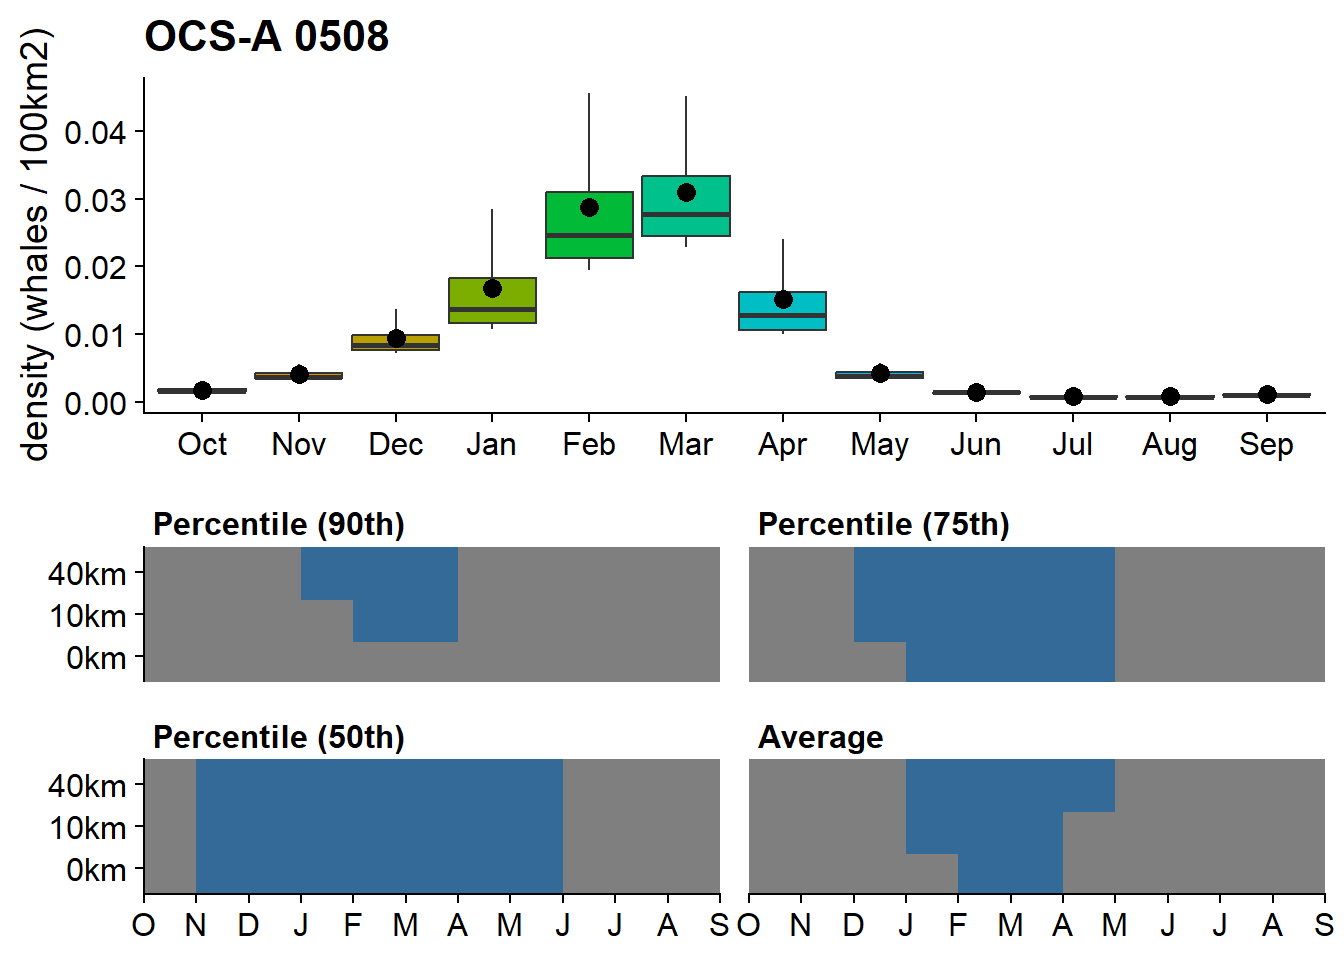 OCS-A 0508
density (whales / 100km2)
0.04
0.03
0.02
0.01
0.00
Oct Nov Dec Jan Feb Mar Apr May Jun Jul Aug Sep
Percentile (90th) Percentile (75th)
40km
10km
0km
Percentile (50th) Average
40km
10km
0km
O N D J F M A M J J A S O N D J F M A M J J A S